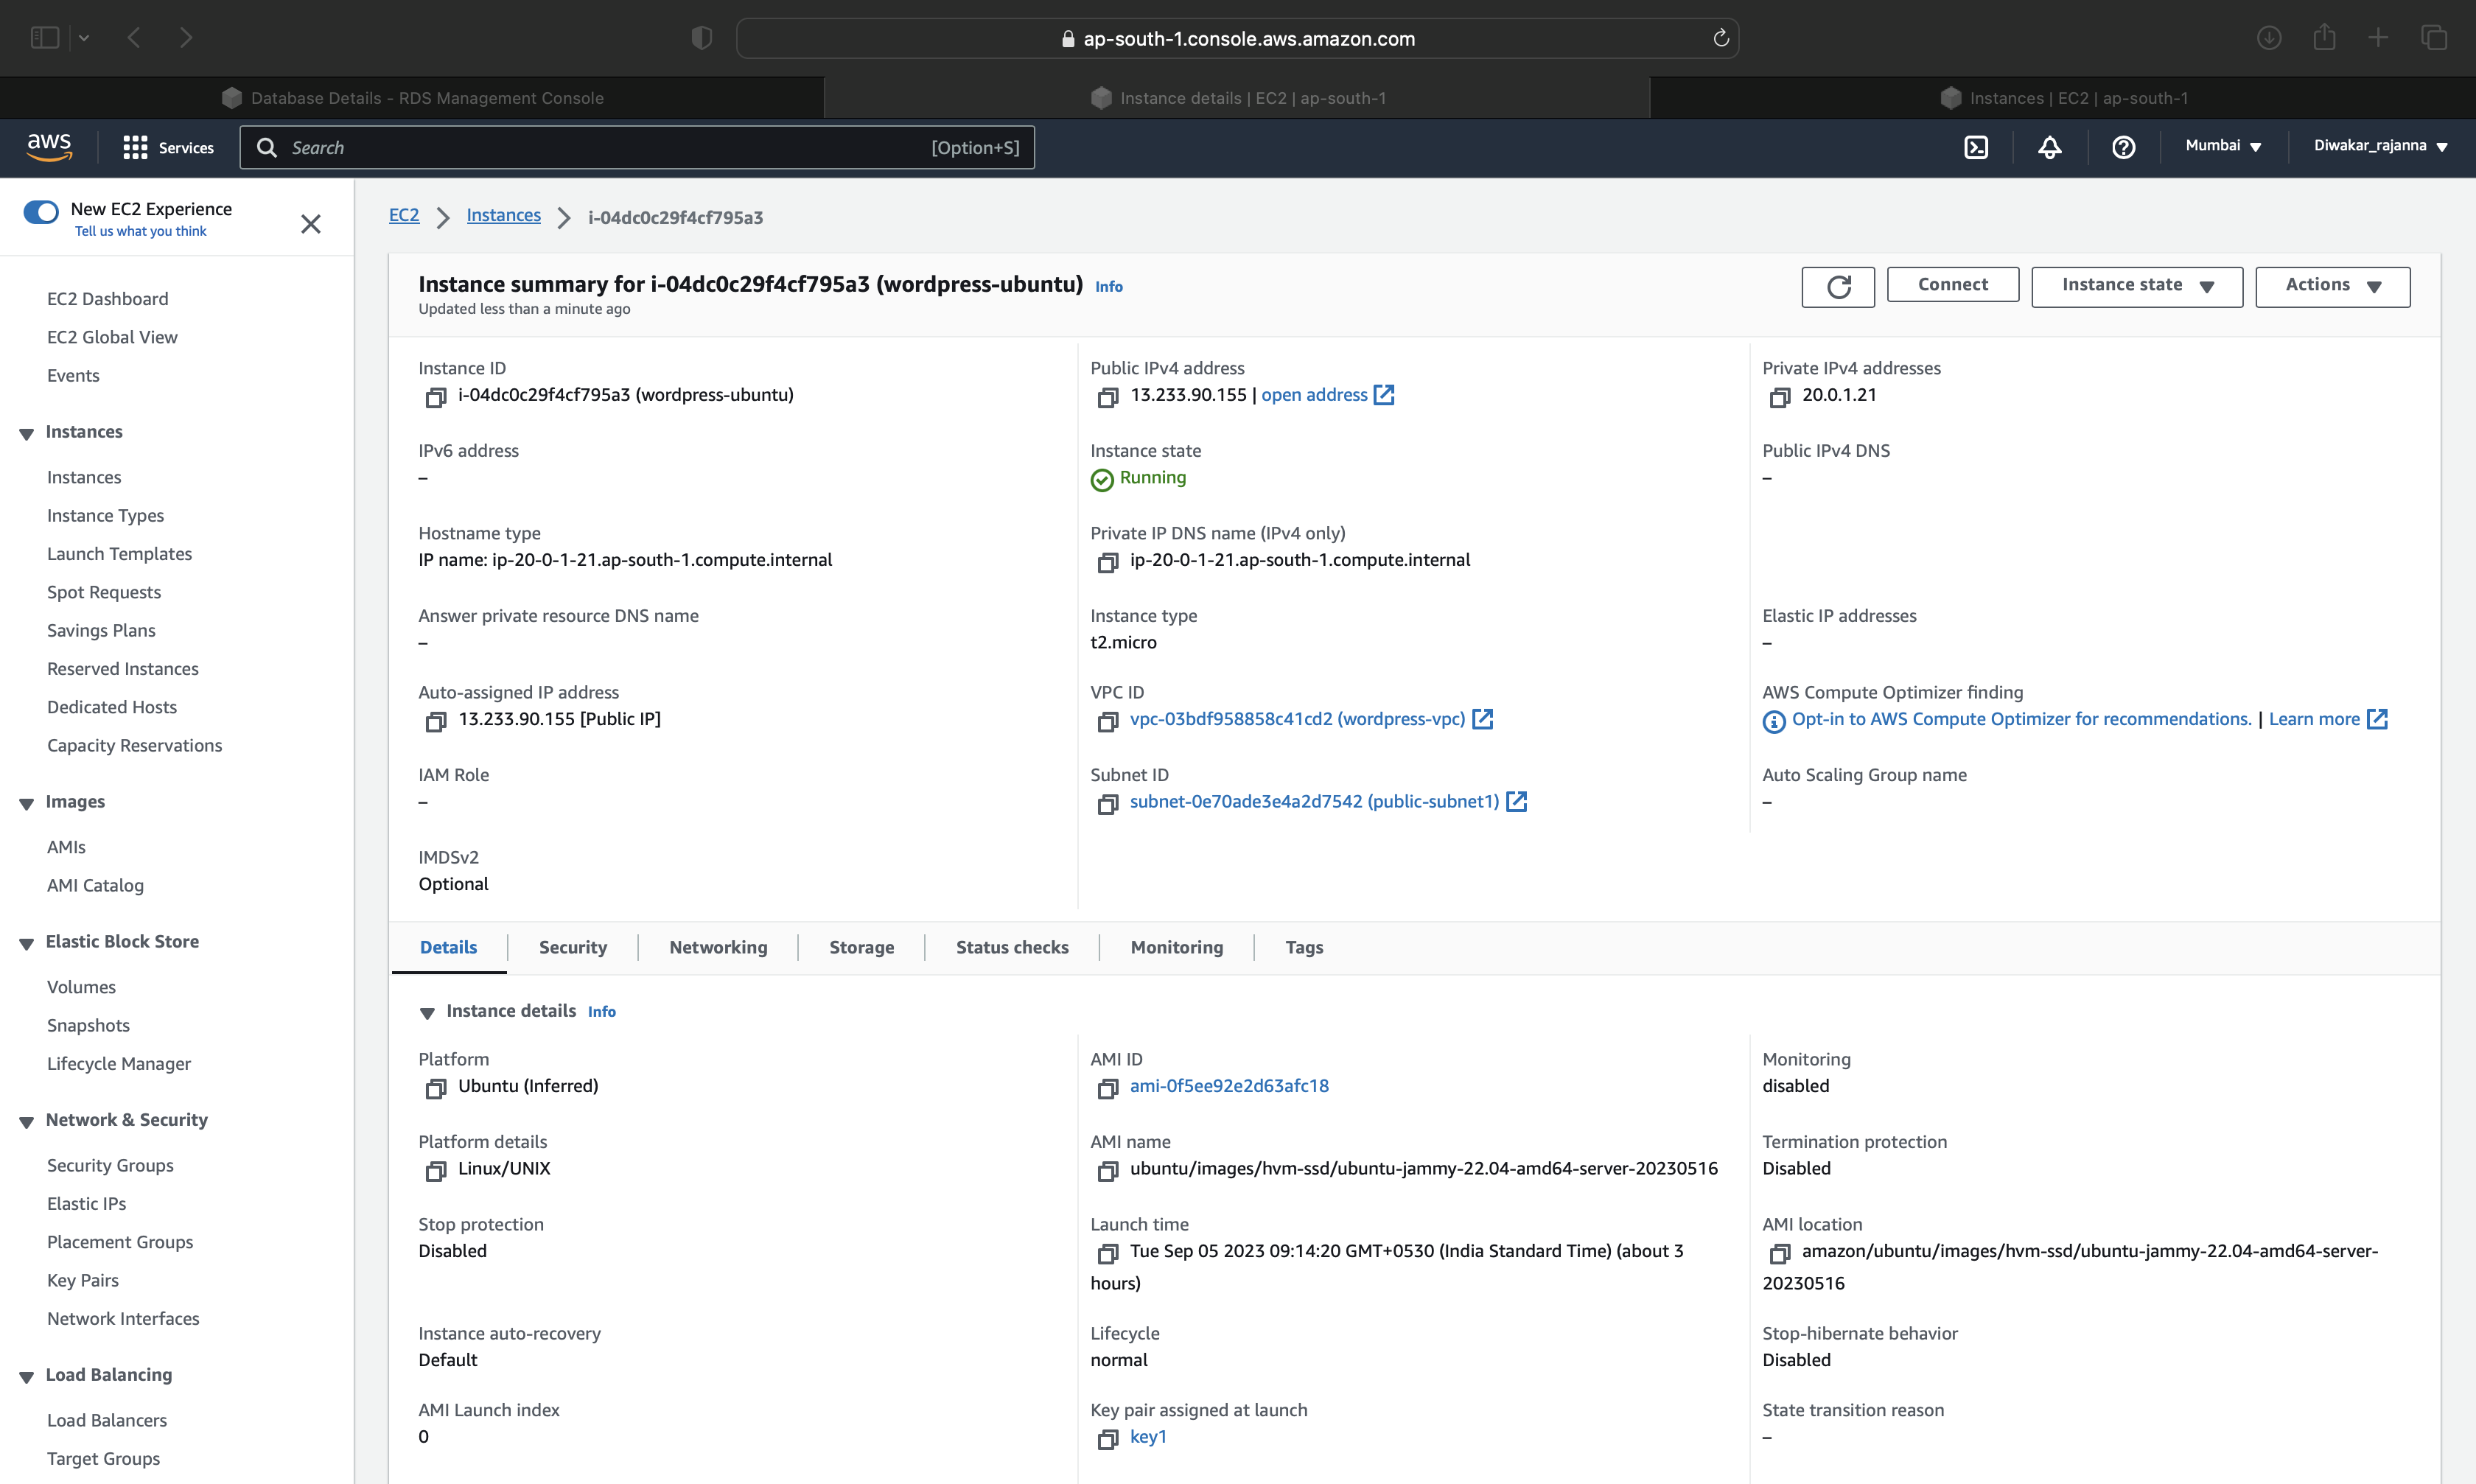 ap-south-1.console.aws.amazon.com
Database Details - RDS Management Console
Instance details | EC2 | ap-south-1
Instances | EC2 | ap-south-1
aws
Services
Search
[Option+S]
Mumbai
Diwakar_rajanna
New EC2 Experience
Tell us what you think
EC2 Dashboard
EC2 Global View
Events
Instances
Instances
Instance Types
Launch Templates
Spot Requests
Savings Plans
Reserved Instances
Dedicated Hosts
Capacity Reservations
Images
AMIs
AMI Catalog
Elastic Block Store
Volumes
Snapshots
Lifecycle Manager
Network & Security
Security Groups
Elastic IPs
Placement Groups
Key Pairs
Network Interfaces
Load Balancing
Load Balancers
Target Groups
EC2
Instances
i-04dc0c29f4cf795a3
Instance summary for i-04dc0c29f4cf795a3 (wordpress-ubuntu) Info
Updated less than a minute ago
Connect
Instance state
Actions
Instance ID
i-04dc0c29f4cf795a3 (wordpress-ubuntu)
Public IPv4 address
13.233.90.155 | open address
Private IPv4 addresses
20.0.1.21
IPv6 address
–
Instance state
Running
Public IPv4 DNS
–
Hostname type
IP name: ip-20-0-1-21.ap-south-1.compute.internal
Private IP DNS name (IPv4 only)
ip-20-0-1-21.ap-south-1.compute.internal
Answer private resource DNS name
–
Instance type
t2.micro
Elastic IP addresses
–
Auto-assigned IP address
13.233.90.155 [Public IP]
VPC ID
vpc-03bdf958858c41cd2 (wordpress-vpc)
AWS Compute Optimizer finding
Opt-in to AWS Compute Optimizer for recommendations. | Learn more
IAM Role
–
Subnet ID
subnet-0e70ade3e4a2d7542 (public-subnet1)
Auto Scaling Group name
–
IMDSv2
Optional
Details
Security
Networking
Storage
Status checks
Monitoring
Tags
Instance details Info
Platform
Ubuntu (Inferred)
AMI ID
ami-0f5ee92e2d63afc18
Monitoring
disabled
Platform details
Linux/UNIX
AMI name
ubuntu/images/hvm-ssd/ubuntu-jammy-22.04-amd64-server-20230516
Termination protection
Disabled
Stop protection
Disabled
Launch time
Tue Sep 05 2023 09:14:20 GMT+0530 (India Standard Time) (about 3
hours)
AMI location
amazon/ubuntu/images/hvm-ssd/ubuntu-jammy-22.04-amd64-server-
20230516
Instance auto-recovery
Default
Lifecycle
normal
Stop-hibernate behavior
Disabled
AMI Launch index
0
Key pair assigned at launch
key1
State transition reason
–